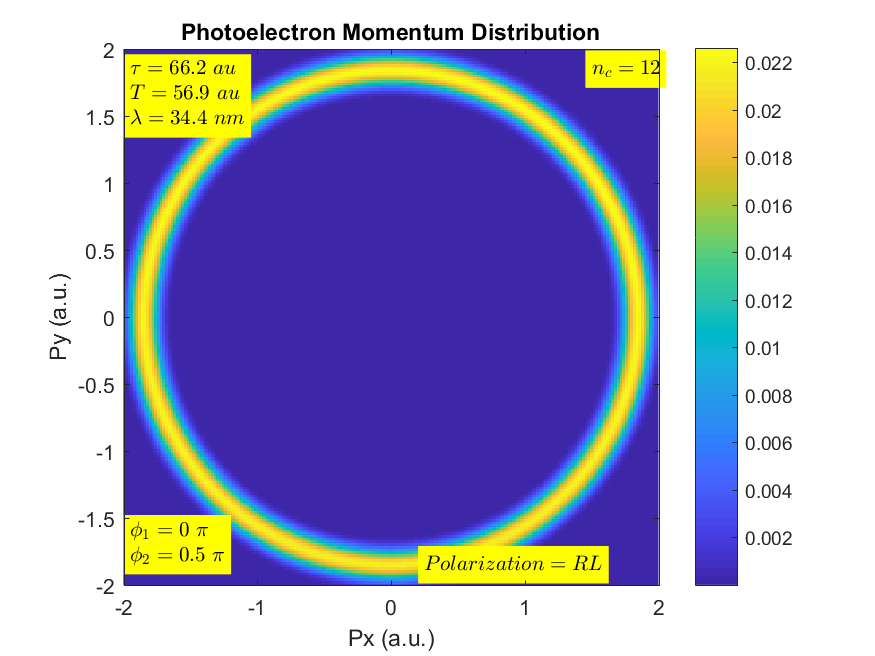 Photoelectron Momentum Distribution
τ = 66.2 au
T = 56.9 au
λ = 34.4 nm
n_c = 12
ϕ_1 = 0 π
ϕ_2 = 0.5 π
Polarization = RL
2
1.5
1
0.5
0
-0.5
-1
-1.5
-2
Py (a.u.)
-2
-1
0
1
2
Px (a.u.)
0.022
0.02
0.018
0.016
0.014
0.012
0.01
0.008
0.006
0.004
0.002